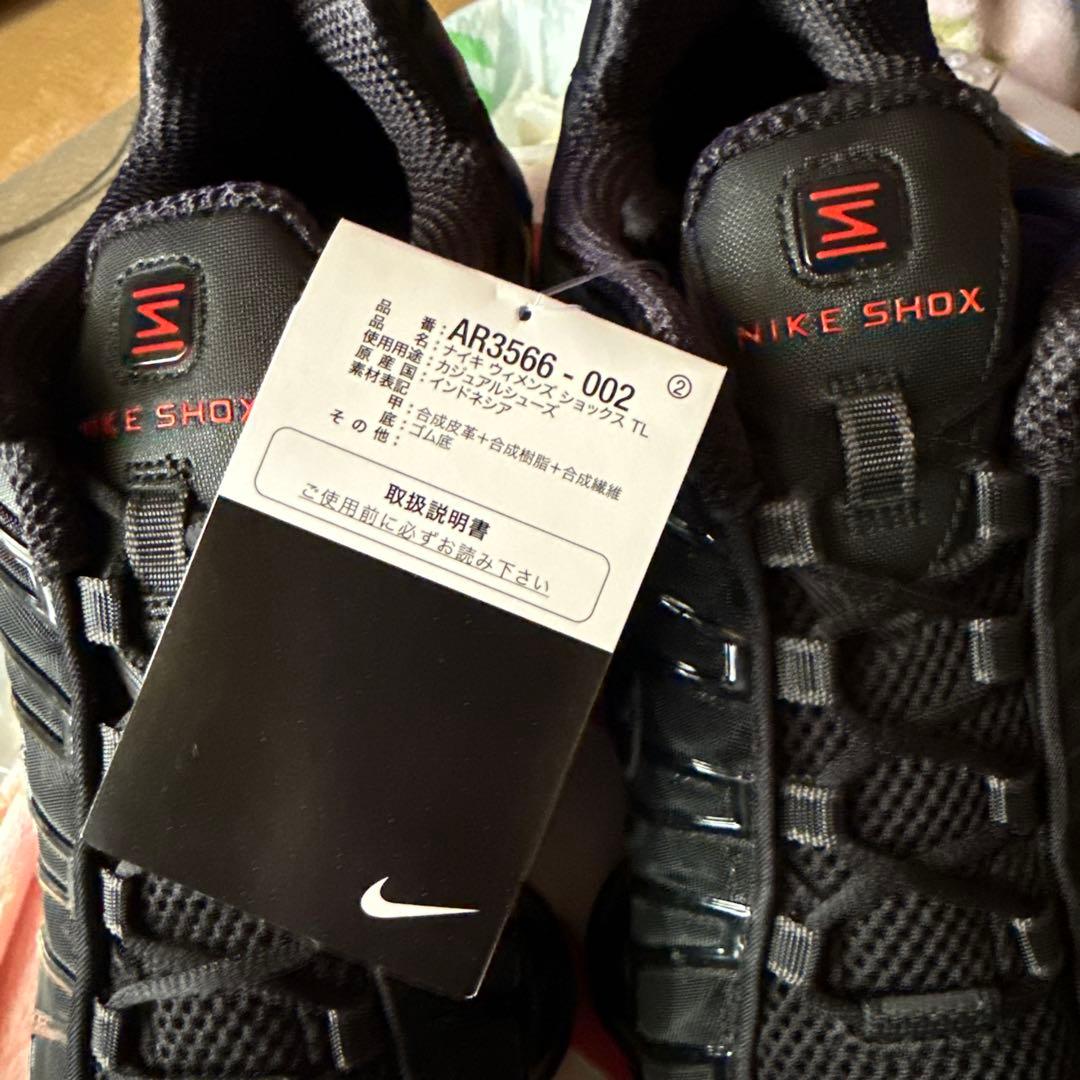 NIKE SHOX
NIKE SHOX
品番：AR3566-002 ②
品名：ナイキ ウィメンズ ショックス TL
使用用途：カジュアルシューズ
原産国：インドネシア
素材表記
甲：合成皮革+合成樹脂+合成繊維
底：ゴム底
その他：
取扱説明書
ご使用前に必ずお読み下さい